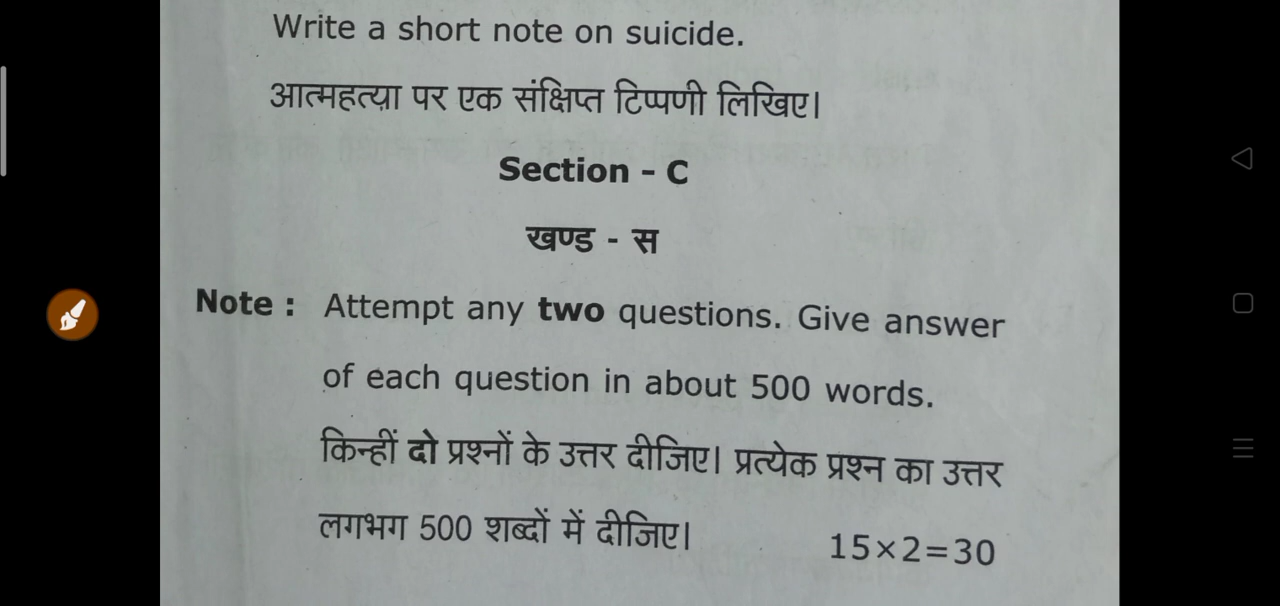 Write a short note on suicide.
आत्महत्या पर एक संक्षिप्त टिप्पणी लिखिए।
Section - C
खण्ड - स
Note : Attempt any two questions. Give answer
of each question in about 500 words.
किन्हीं दो प्रश्नों के उत्तर दीजिए। प्रत्येक प्रश्न का उत्तर
लगभग 500 शब्दों में दीजिए।
15×2=30